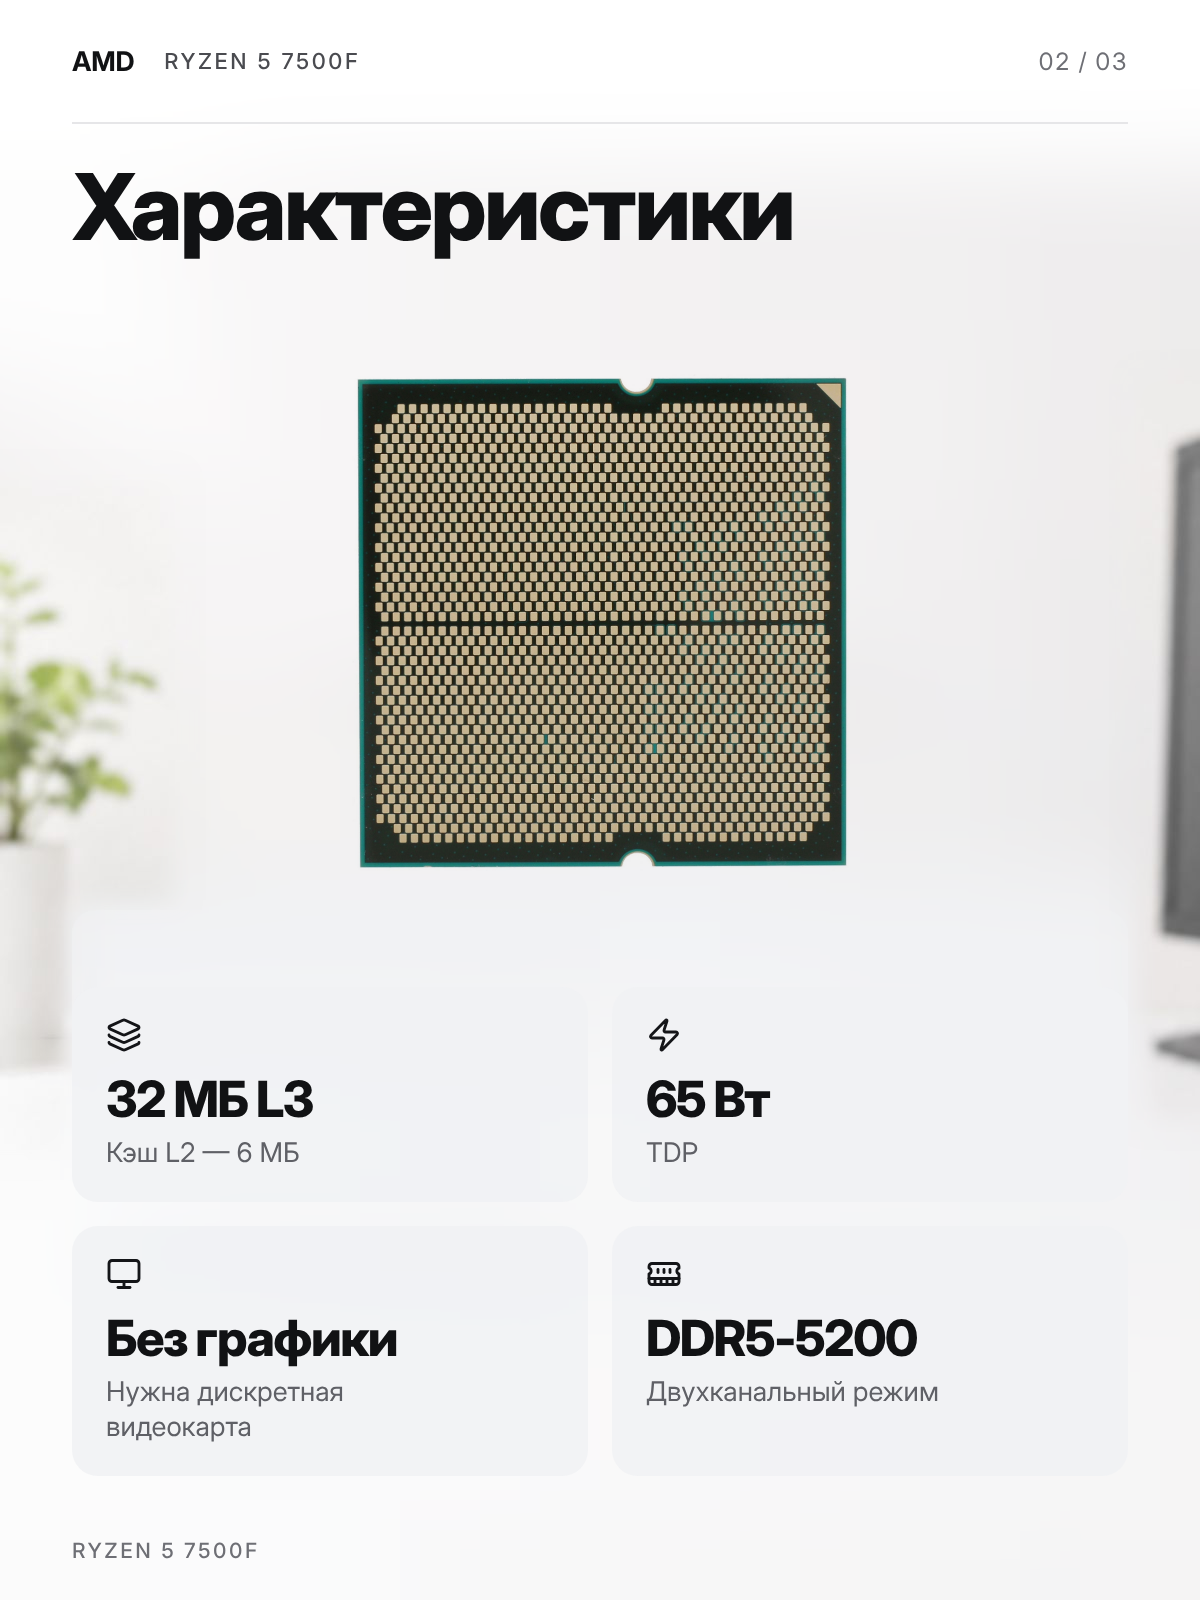 AMD RYZEN 5 7500F 02 / 03
Характеристики
32 МБ L3
Кэш L2 — 6 МБ
65 Вт
TDP
Без графики
Нужна дискретная
видеокарта
DDR5-5200
Двухканальный режим
RYZEN 5 7500F